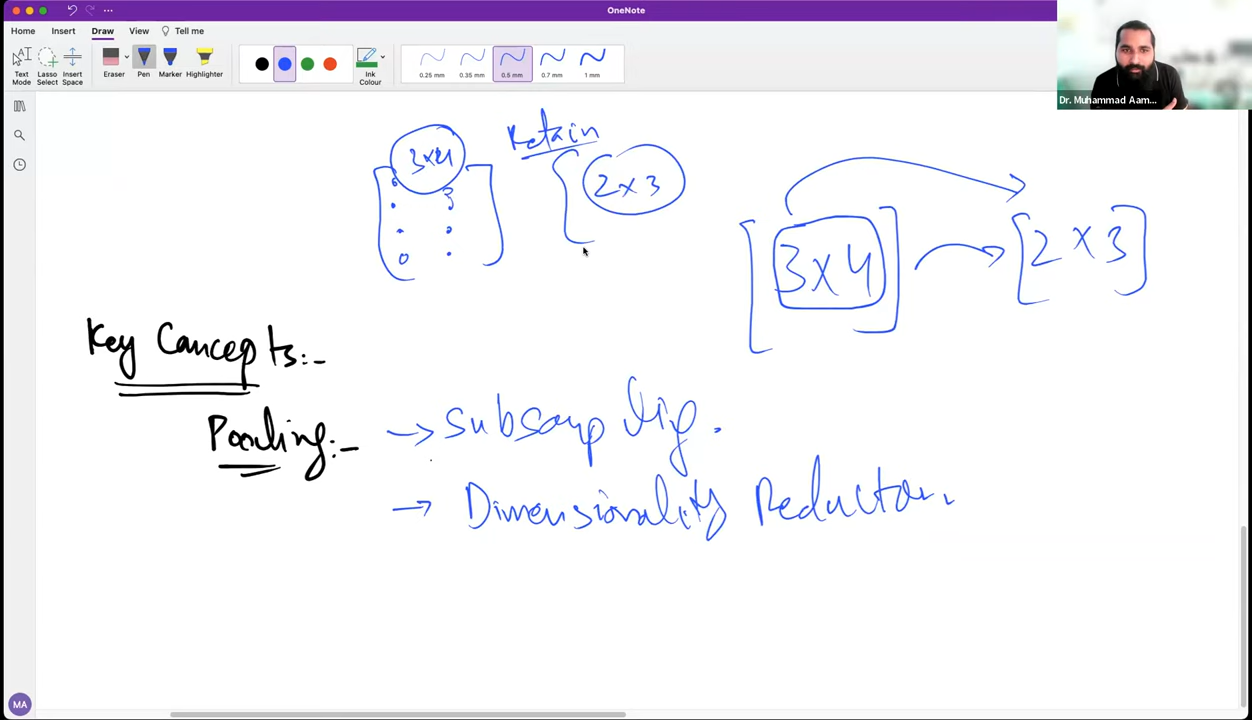 OneNote
Home Insert Draw View Tell me
Text Mode
Lasso Select
Insert Space
Eraser
Pen
Marker
Highlighter
Ink Colour
0.25 mm
0.35 mm
0.5 mm
0.7 mm
1 mm
Dr. Muhammad Aam...
3x4
Retain
2x3
3x4
2x3
Key Concepts:-
Pooling:- → Subsampling.
→ Dimensionality Reduction.
MA